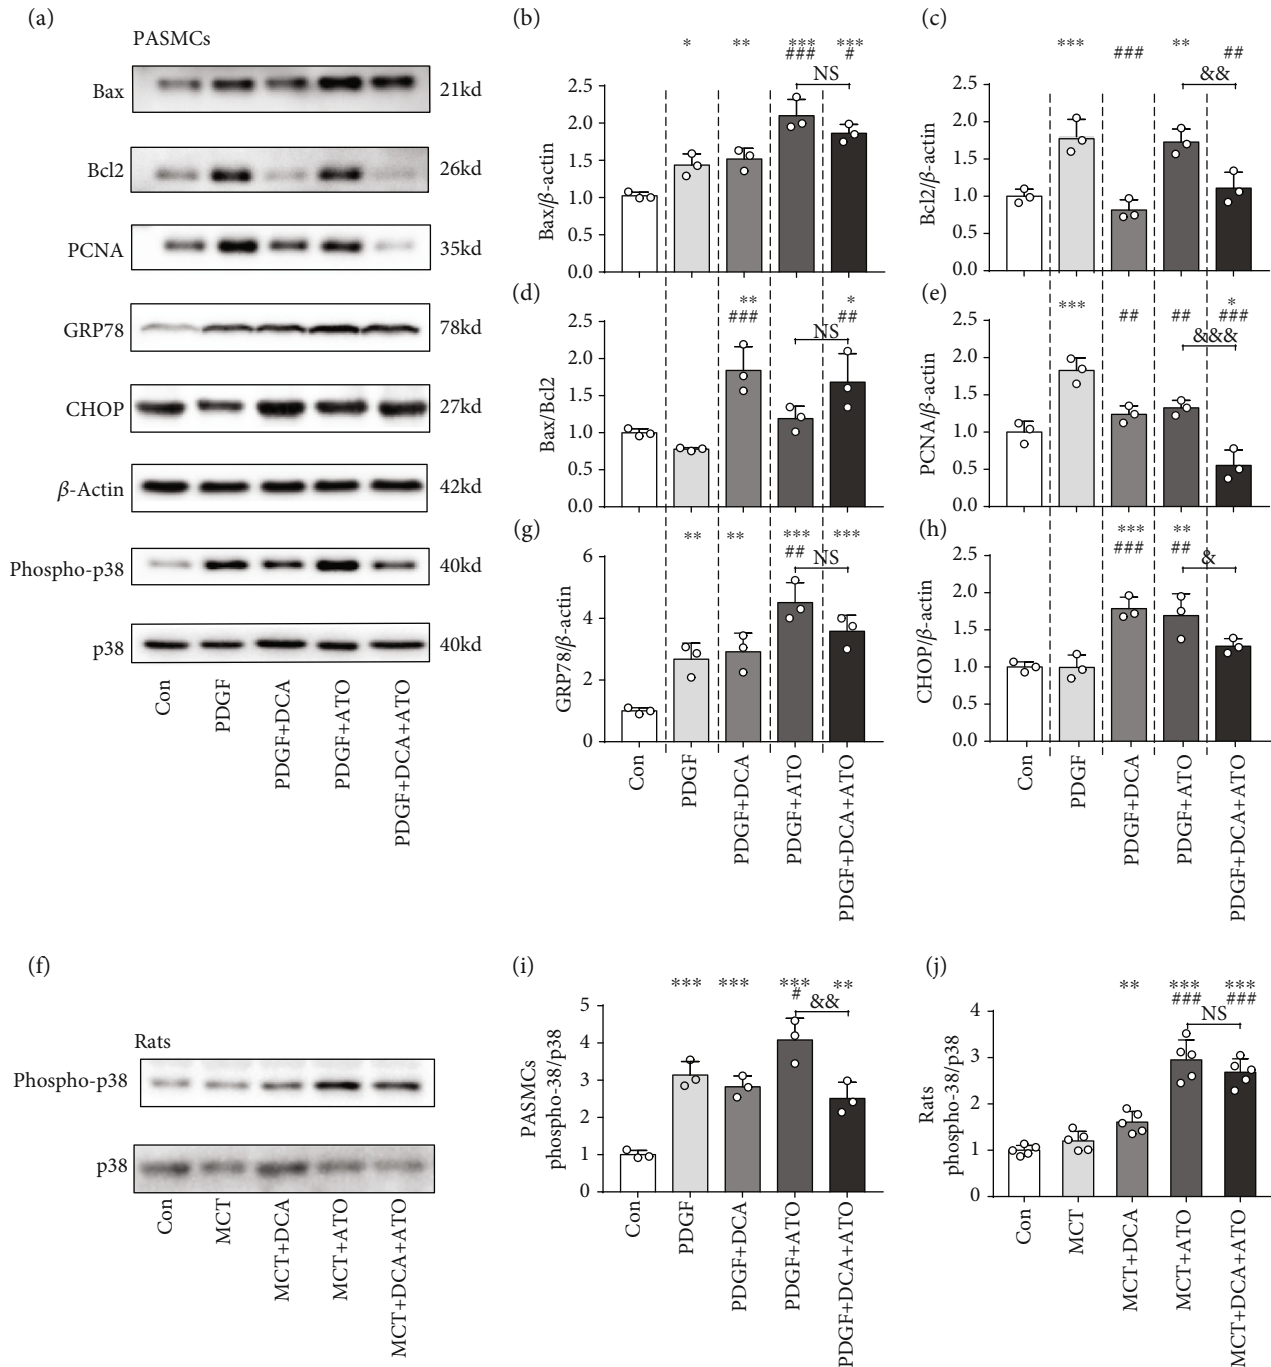 (a)
PASMCs
Bax
21kd
Bcl2
26kd
PCNA
35kd
GRP78
78kd
CHOP
27kd
β-Actin
42kd
Phospho-p38
40kd
p38
40kd
Con
PDGF
PDGF+DCA
PDGF+ATO
PDGF+DCA+ATO
(b)
* ** *** ***
### #
NS
Bax/β-actin
2.5
2.0
1.5
1.0
0.5
0.0
(c)
*** ### ** ##
&&
Bcl2/β-actin
2.5
2.0
1.5
1.0
0.5
0.0
(d)
** *
### ##
NS
Bax/Bcl2
2.5
2.0
1.5
1.0
0.5
0.0
(e)
*** ## ## *
###
&&&
PCNA/β-actin
2.5
2.0
1.5
1.0
0.5
0.0
(g)
** ** *** ***
##
NS
GRP78/β-actin
6
4
2
0
Con
PDGF
PDGF+DCA
PDGF+ATO
PDGF+DCA+ATO
(h)
*** **
### ##
&
CHOP/β-actin
2.5
2.0
1.5
1.0
0.5
0.0
Con
PDGF
PDGF+DCA
PDGF+ATO
PDGF+DCA+ATO
(f)
Rats
Phospho-p38
p38
Con
MCT
MCT+DCA
MCT+ATO
MCT+DCA+ATO
(i)
*** *** *** **
#
&&
PASMCs
phospho-38/p38
5
4
3
2
1
0
Con
PDGF
PDGF+DCA
PDGF+ATO
PDGF+DCA+ATO
(j)
** *** ***
### ###
NS
Rats
phospho-38/p38
4
3
2
1
0
Con
MCT
MCT+DCA
MCT+ATO
MCT+DCA+ATO